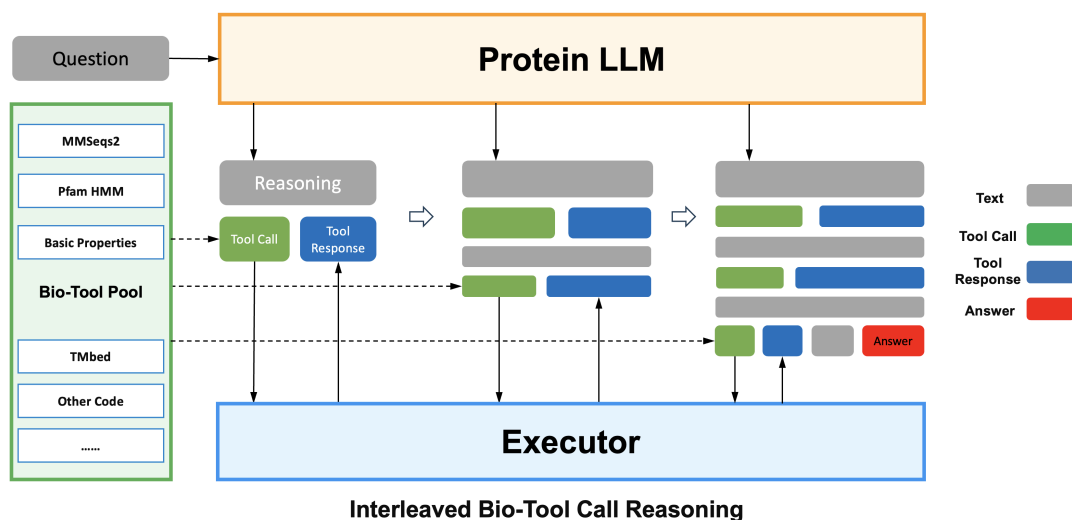 Question
Protein LLM
MMSeqs2
Pfam HMM
Basic Properties
Bio-Tool Pool
TMbed
Other Code
......
Reasoning
Tool Call
Tool
Response
Answer
Text
Tool Call
Tool
Response
Answer
Executor
Interleaved Bio-Tool Call Reasoning